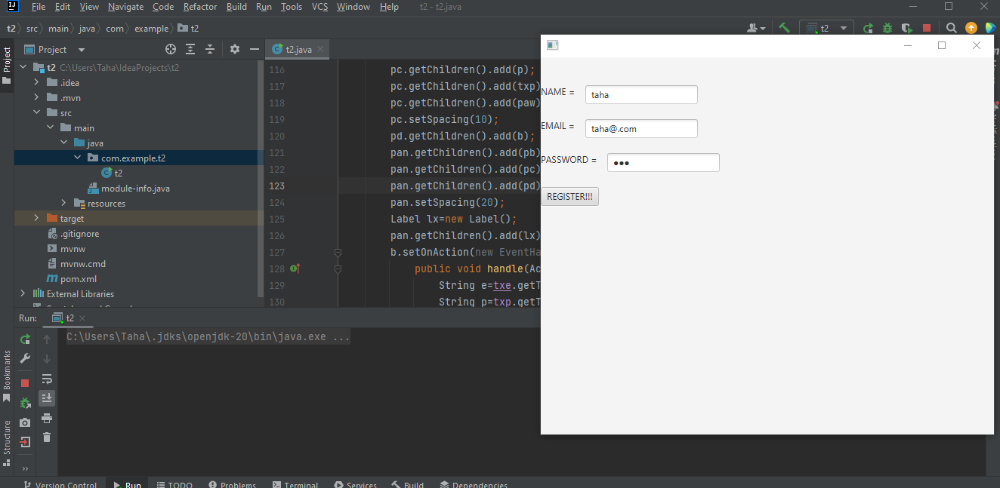 File Edit View Navigate Code Refactor Build Run Tools VCS Window Help t2 - t2.java
t2 src main java com example t2
t2
Project
Project
t2.java
t2 C:\Users\Taha\IdeaProjects\t2
.idea
.mvn
src
main
java
com.example.t2
t2
module-info.java
resources
target
.gitignore
mvnw
mvnw.cmd
pom.xml
External Libraries
116 pc.getChildren().add(p);
117 pc.getChildren().add(txp)
118 pc.getChildren().add(paw)
119 pc.setSpacing(10);
120 pd.getChildren().add(b);
121 pan.getChildren().add(pb)
122 pan.getChildren().add(pc)
123 pan.getChildren().add(pd)
124 pan.setSpacing(20);
125 Label lx=new Label();
126 pan.getChildren().add(lx)
127 b.setOnAction(new EventHa
128 public void handle(Ac
129 String e=txe.getT
130 String p=txp.getT
NAME = taha
EMAIL = taha@.com
PASSWORD = ●●●
REGISTER!!!
Run: t2
C:\Users\Taha\.jdks\openjdk-20\bin\java.exe ...
Bookmarks
Structure
Version Control Run TODO Problems Terminal Services Build Dependencies